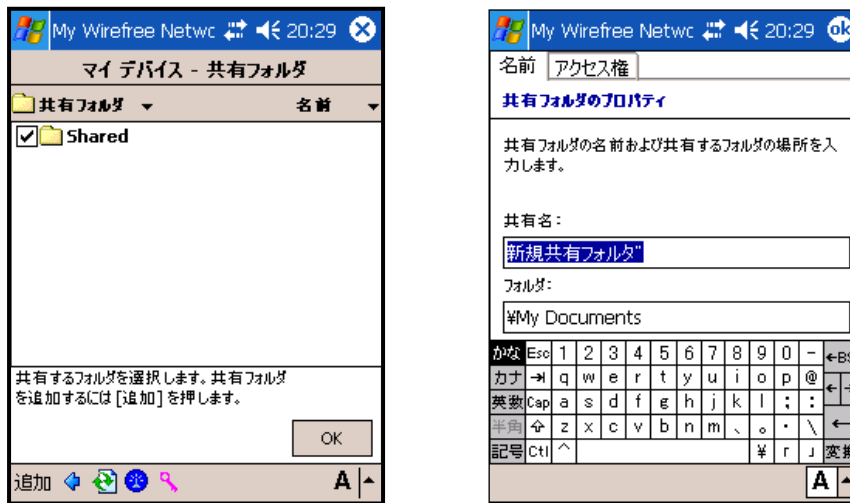 My Wirefree Netwc 20:29
マイ デバイス - 共有フォルダ
共有フォルダ 名前
Shared
共有するフォルダを選択します。共有フォルダ
を追加するには [追加] を押します。
OK
追加 A
My Wirefree Netwc 20:29 ok
名前 アクセス権
共有フォルダのプロパティ
共有フォルダの名前および共有するフォルダの場所を入
力します。
共有名:
新規共有フォルタ"
フォルダ:
¥My Documents
かな Esc 1 2 3 4 5 6 7 8 9 0 - ←BS
カナ q w e r t y u i o p @
英数 Cap a s d f g h j k l ; :
半角 z x c v b n m 、 。 ・ \
記号 Ctl ^ ¥ ｢ ｣ 変換
A